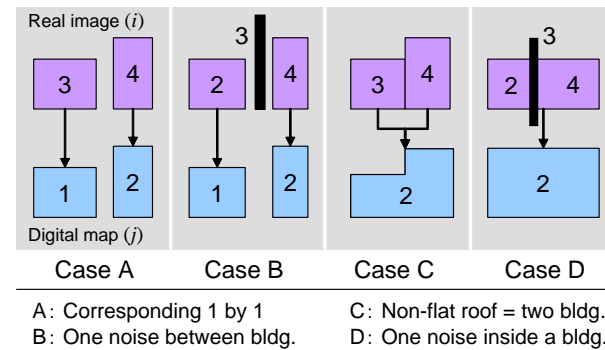 Real image (i)
3 4
1 2
Digital map (j)
Case A
3
2 4
1 2
Case B
3 4
2
Case C
3
2 4
2
Case D
A: Corresponding 1 by 1
B: One noise between bldg.
C: Non-flat roof = two bldg.
D: One noise inside a bldg.